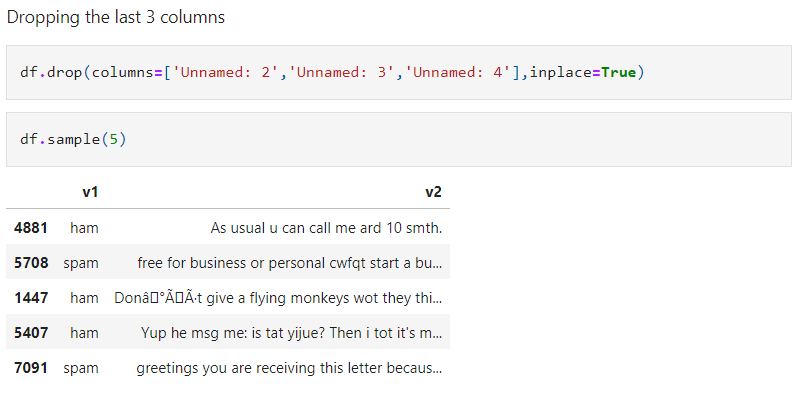 Dropping the last 3 columns
df.drop(columns=['Unnamed: 2','Unnamed: 3','Unnamed: 4'],inplace=True)
df.sample(5)
v1 v2
4881 ham As usual u can call me ard 10 smth.
5708 spam free for business or personal cwfqt start a bu...
1447 ham Donâ□°Ã□Ã·t give a flying monkeys wot they thi...
5407 ham Yup he msg me: is tat yijue? Then i tot it's m...
7091 spam greetings you are receiving this letter becaus...